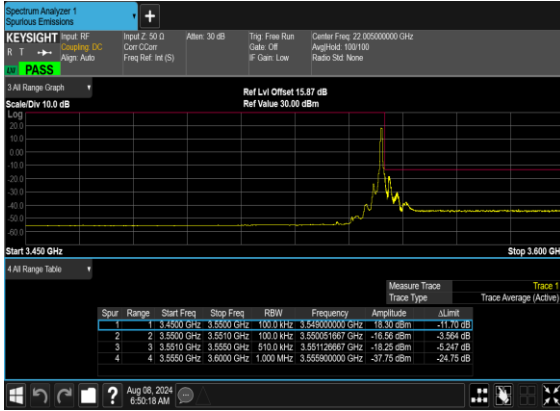 Spectrum Analyzer 1
Spurious Emissions
+
KEYSIGHT Input: RF Input Z: 50 Ω Atten: 30 dB Trig: Free Run Center Freq: 22.005000000 GHz
R T Coupling: DC Corr CCorr Gate: Off Avg|Hold: 100/100
Align: Auto Freq Ref: Int (S) IF Gain: Low Radio Std: None
PASS
3 All Range Graph
Ref Lvl Offset 15.87 dB
Scale/Div 10.0 dB Ref Value 30.00 dBm
Log
20.0
10.0
0.00
-10.0
-20.0
-30.0
-40.0
-50.0
-60.0
Start 3.450 GHz Stop 3.600 GH
4 All Range Table
Measure Trace Trace 1
Trace Type Trace Average (Active)
Spur Range Start Freq Stop Freq RBW Frequency Amplitude ΔLimit
1 1 3.4500 GHz 3.5500 GHz 100.0 kHz 3.549000000 GHz 18.30 dBm -11.70 dB
2 2 3.5500 GHz 3.5510 GHz 100.0 kHz 3.550051667 GHz -16.56 dBm -3.564 dB
3 3 3.5510 GHz 3.5550 GHz 510.0 kHz 3.551126667 GHz -18.25 dBm -5.247 dB
4 4 3.5550 GHz 3.6000 GHz 1.000 MHz 3.555900000 GHz -37.75 dBm -24.75 dB
? Aug 08, 2024
6:50:18 AM